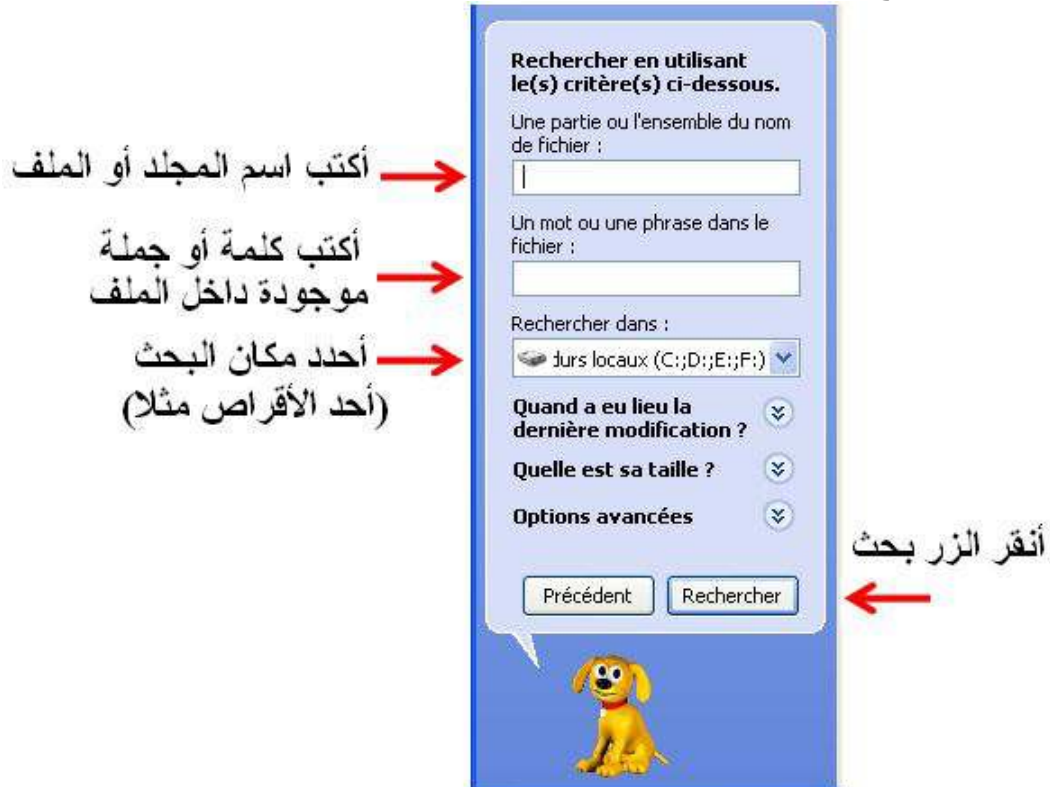 Rechercher en utilisant
le(s) critère(s) ci-dessous.
Une partie ou l'ensemble du nom
de fichier :
أكتب اسم المجلد أو الملف
Un mot ou une phrase dans le
fichier :
أكتب كلمة أو جملة
موجودة داخل الملف
Rechercher dans :
durs locaux (C:;D:;E:;F:)
أحدد مكان البحث
(أحد الأقراص مثلا)
Quand a eu lieu la
dernière modification ?
Quelle est sa taille ?
Options avancées
أنقر الزر بحث
Précédent
Rechercher